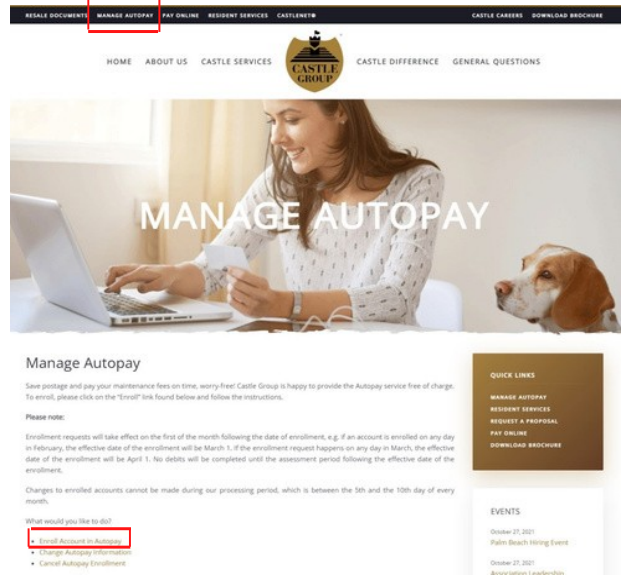 RESALE DOCUMENTS MANAGE AUTOPAY PAY ONLINE RESIDENT SERVICES CASTLENET® CASTLE CAREERS DOWNLOAD BROCHURE
HOME ABOUT US CASTLE SERVICES CASTLE DIFFERENCE GENERAL QUESTIONS
CASTLE
GROUP
MANAGE AUTOPAY
Manage Autopay
Save postage and pay your maintenance fees on time, worry-free! Castle Group is happy to provide the Autopay service free of charge.
To enroll, please click on the "Enroll" link found below and follow the instructions.
Please note:
Enrollment requests will take effect on the first of the month following the date of enrollment, e.g. if an account is enrolled on any day
in February, the effective date of the enrollment will be March 1. If the enrollment request happens on any day in March, the effective
date of the enrollment will be April 1. No debits will be completed until the assessment period following the effective date of the
enrollment.
Changes to enrolled accounts cannot be made during our processing period, which is between the 5th and the 10th day of every
month.
What would you like to do?
• Enroll Account in Autopay
• Change Autopay Information
• Cancel Autopay Enrollment
QUICK LINKS
MANAGE AUTOPAY
RESIDENT SERVICES
REQUEST A PROPOSAL
PAY ONLINE
DOWNLOAD BROCHURE
EVENTS
October 27, 2021
Palm Beach Hiring Event
October 27, 2021
Association Leadership